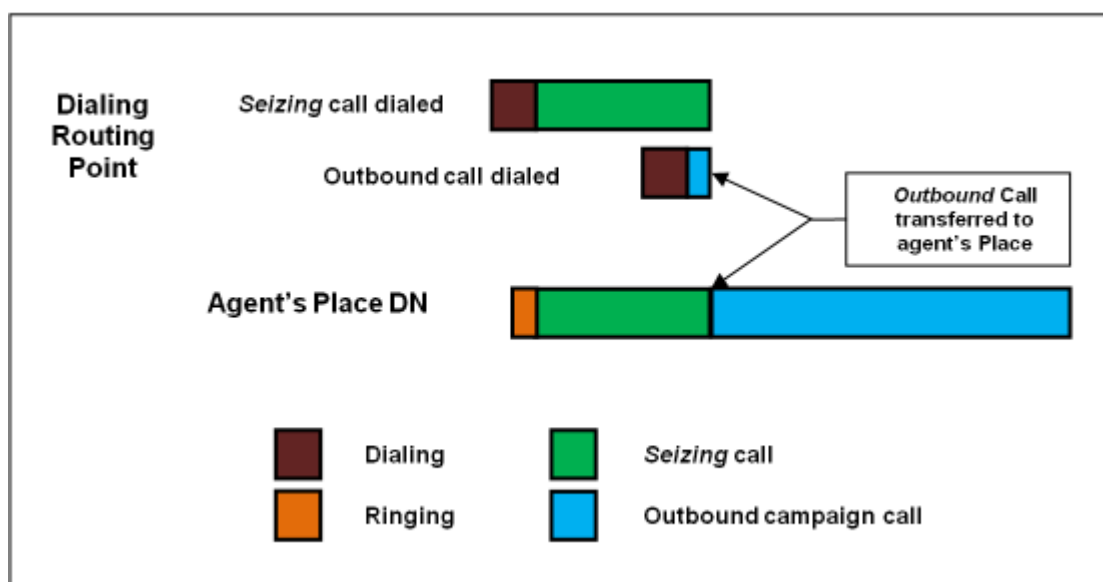 Dialing
Routing
Point
Seizing call dialed
Outbound call dialed
Outbound Call
transferred to
agent's Place
Agent's Place DN
Dialing
Seizing call
Ringing
Outbound campaign call